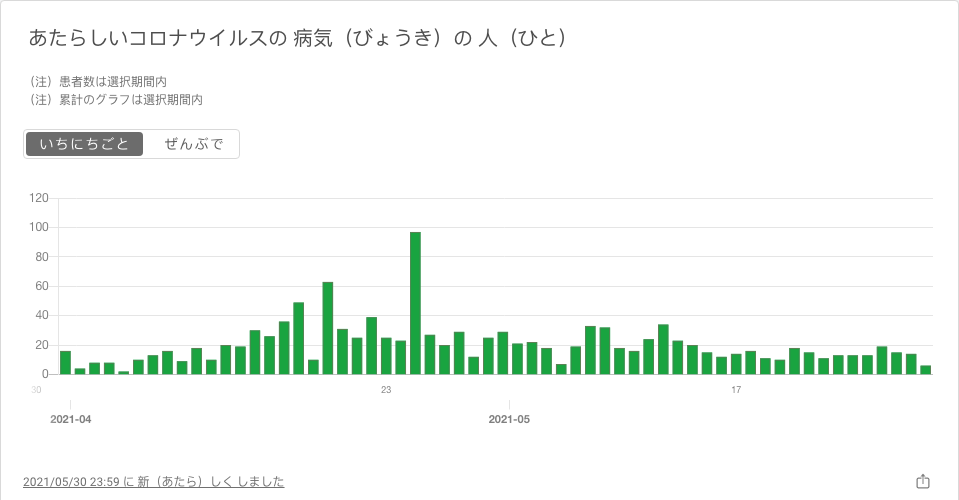 あたらしいコロナウイルスの 病気（びょうき）の 人（ひと）
（注）患者数は選択期間内
（注）累計のグラフは選択期間内
いちにちごと ぜんぶで
120
100
80
60
40
20
0
30 23 17
2021-04 2021-05
2021/05/30 23:59 に 新（あたら）しく しました